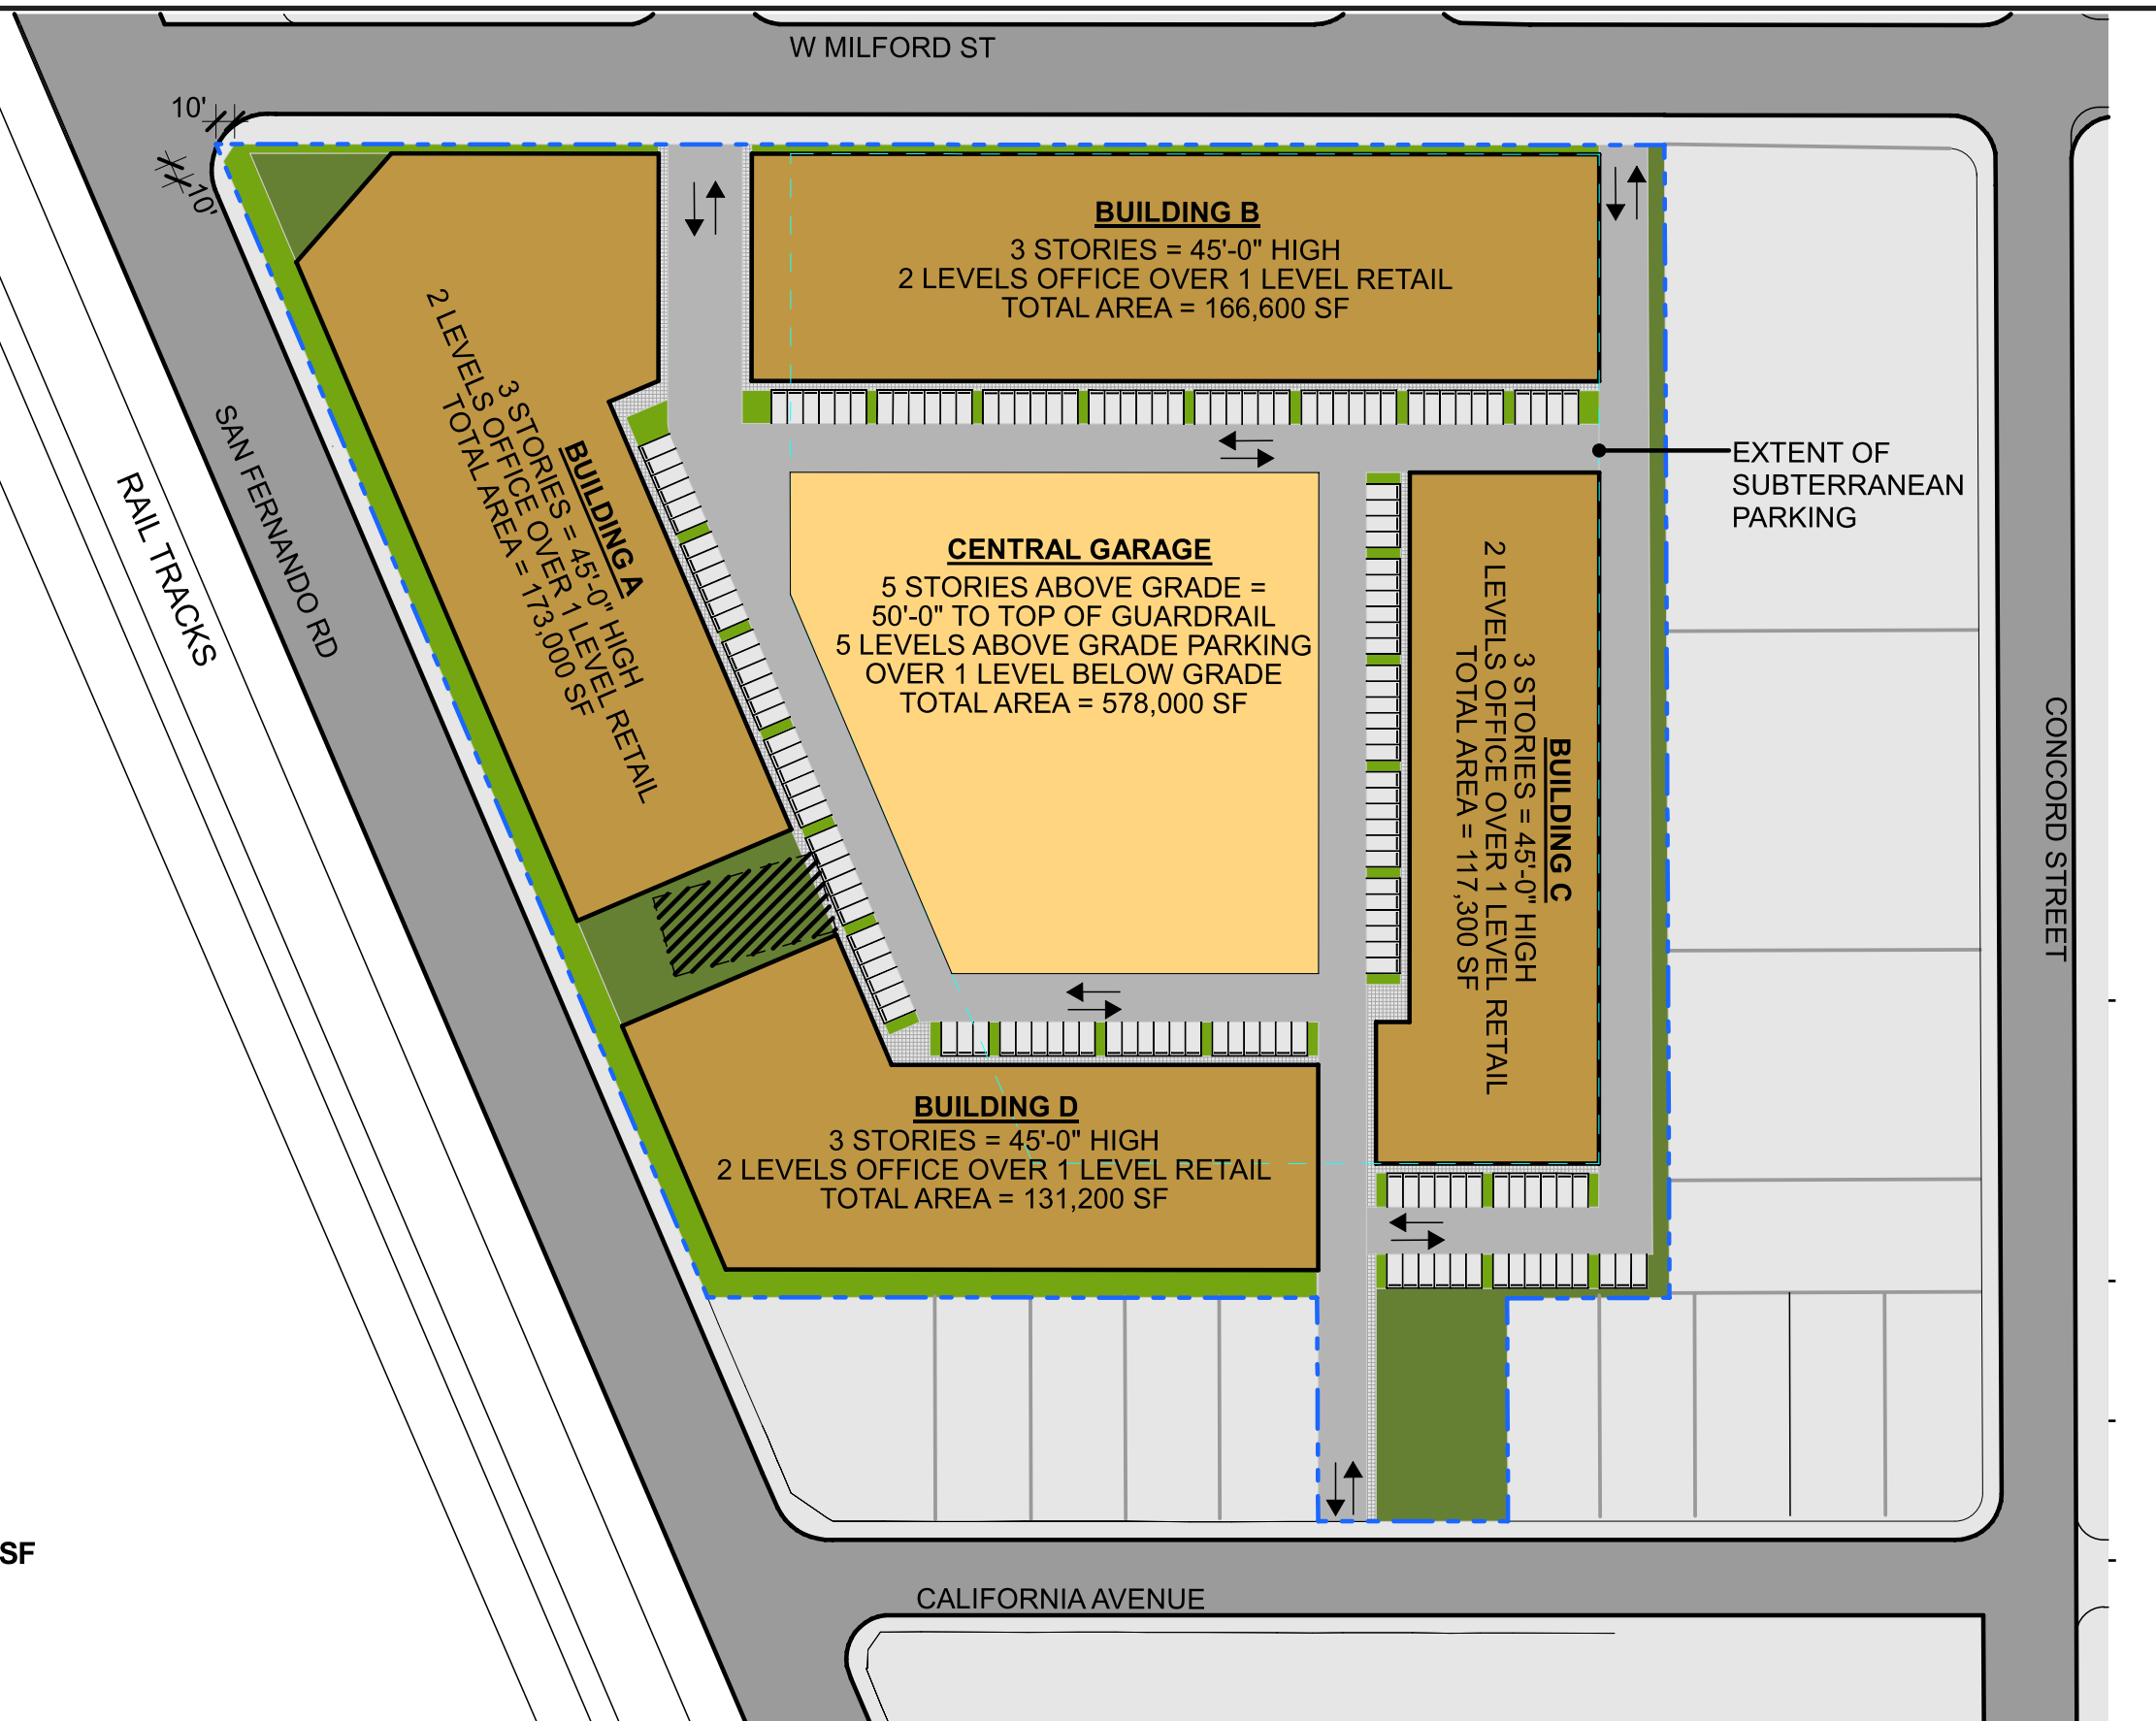 W MILFORD ST
10'
10'
BUILDING B
3 STORIES = 45'-0" HIGH
2 LEVELS OFFICE OVER 1 LEVEL RETAIL
TOTAL AREA = 166,600 SF
BUILDING A
3 STORIES = 45'-0" HIGH
2 LEVELS OFFICE OVER 1 LEVEL RETAIL
TOTAL AREA = 173,000 SF
SAN FERNANDO RD
RAIL TRACKS
EXTENT OF
SUBTERRANEAN
PARKING
CENTRAL GARAGE
5 STORIES ABOVE GRADE =
50'-0" TO TOP OF GUARDRAIL
5 LEVELS ABOVE GRADE PARKING
OVER 1 LEVEL BELOW GRADE
TOTAL AREA = 578,000 SF
BUILDING C
3 STORIES = 45'-0" HIGH
2 LEVELS OFFICE OVER 1 LEVEL RETAIL
TOTAL AREA = 117,300 SF
CONCORD STREET
BUILDING D
3 STORIES = 45'-0" HIGH
2 LEVELS OFFICE OVER 1 LEVEL RETAIL
TOTAL AREA = 131,200 SF
SF
CALIFORNIA AVENUE